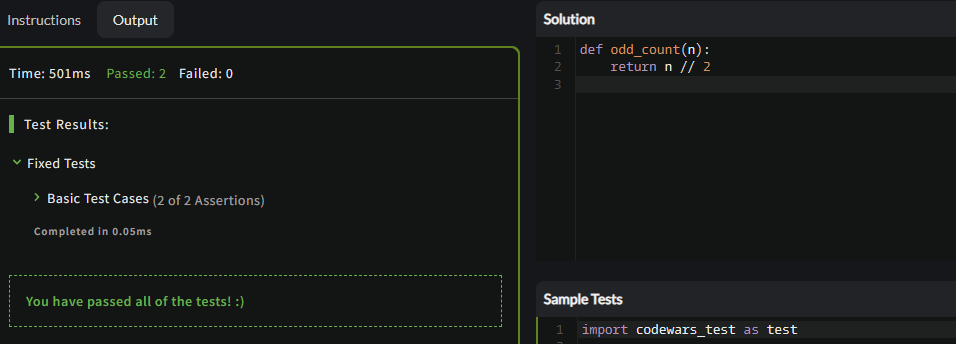 Instructions
Output
Time: 501ms Passed: 2 Failed: 0
Test Results:
Fixed Tests
Basic Test Cases (2 of 2 Assertions)
Completed in 0.05ms
You have passed all of the tests! :)
Solution
1 def odd_count(n):
2     return n // 2
3
Sample Tests
1 import codewars_test as test